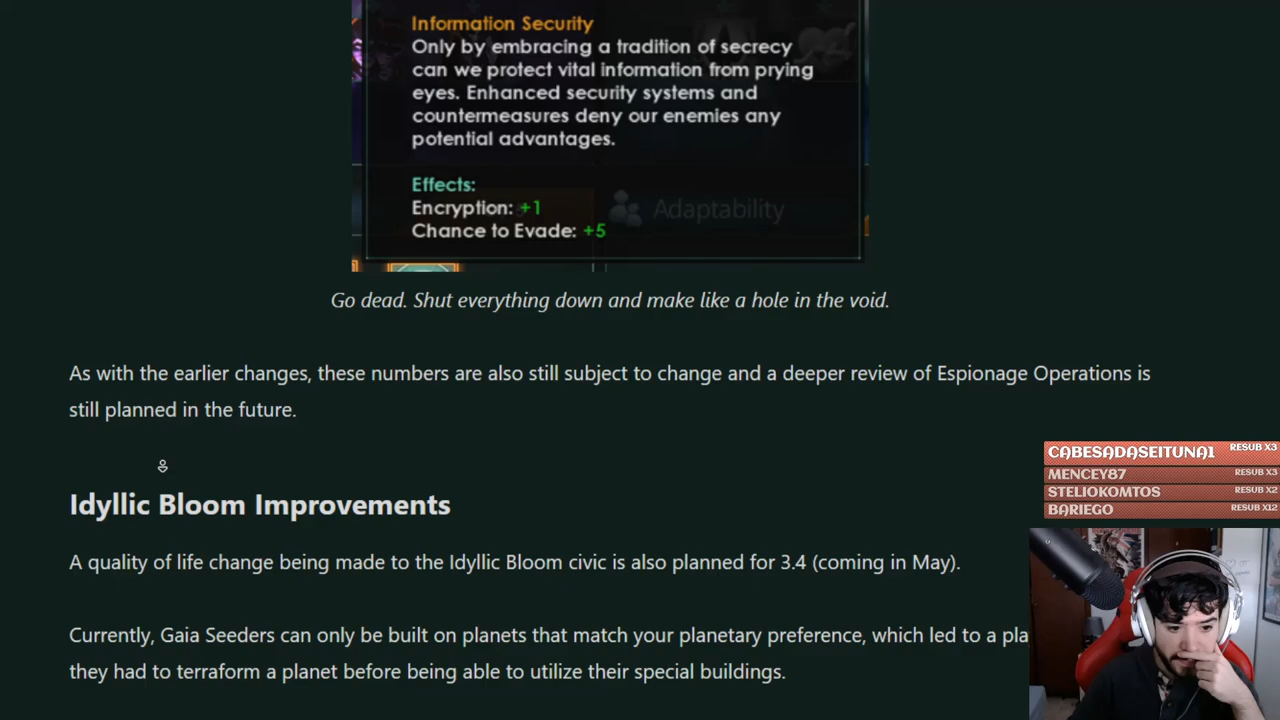 Information Security
Only by embracing a tradition of secrecy
can we protect vital information from prying
eyes. Enhanced security systems and
countermeasures deny our enemies any
potential advantages.
Effects:
Encryption: +1
Chance to Evade: +5
Adaptability
Go dead. Shut everything down and make like a hole in the void.
As with the earlier changes, these numbers are also still subject to change and a deeper review of Espionage Operations is
still planned in the future.
CABESADASEITUNA1 RESUB X3
MENCEY87 RESUB X3
STELIOKOMTOS RESUB X2
BARIEGO RESUB X12
Idyllic Bloom Improvements
A quality of life change being made to the Idyllic Bloom civic is also planned for 3.4 (coming in May).
Currently, Gaia Seeders can only be built on planets that match your planetary preference, which led to a pla
they had to terraform a planet before being able to utilize their special buildings.